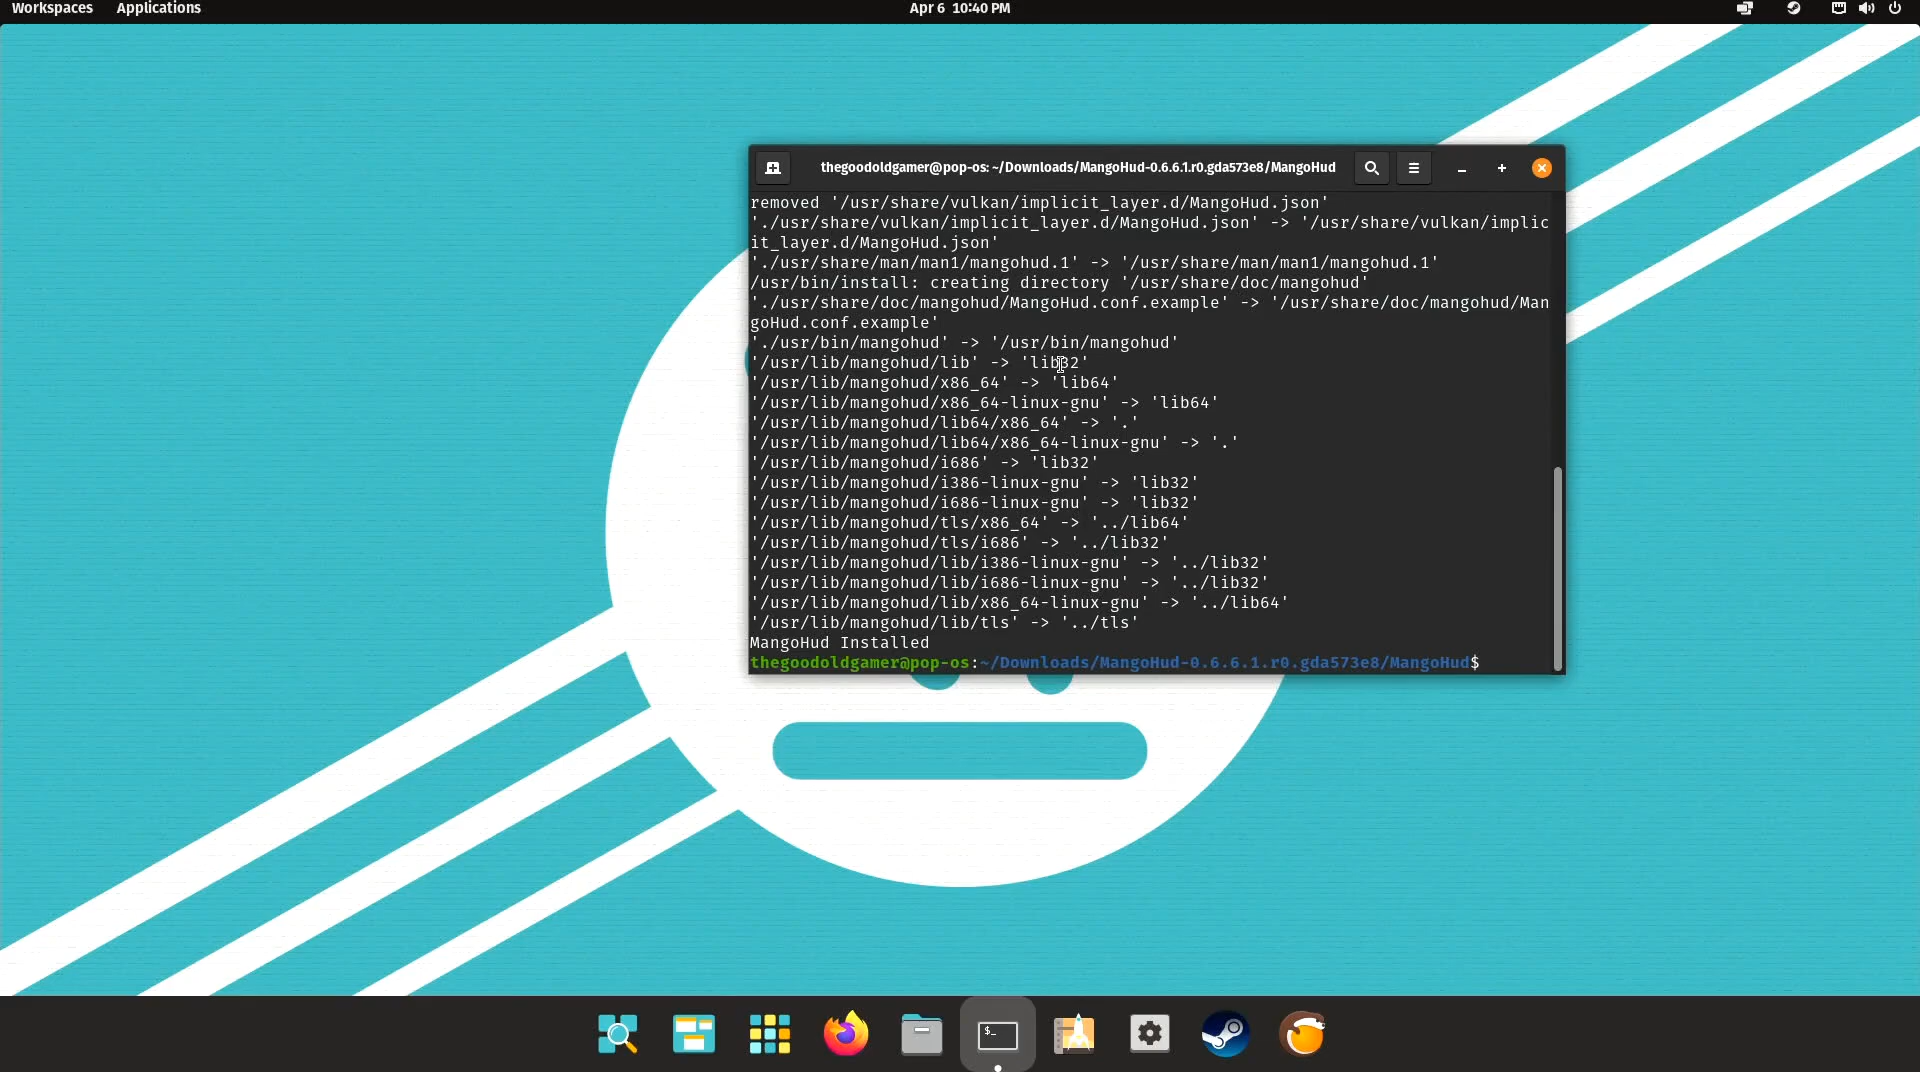 Workspaces Applications Apr 6 10:40 PM
thegoodoldgamer@pop-os: ~/Downloads/MangoHud-0.6.6.1.r0.gda573e8/MangoHud
removed '/usr/share/vulkan/implicit_layer.d/MangoHud.json'
'./usr/share/vulkan/implicit_layer.d/MangoHud.json' -> '/usr/share/vulkan/implic
it_layer.d/MangoHud.json'
'./usr/share/man/man1/mangohud.1' -> '/usr/share/man/man1/mangohud.1'
/usr/bin/install: creating directory '/usr/share/doc/mangohud'
'./usr/share/doc/mangohud/MangoHud.conf.example' -> '/usr/share/doc/mangohud/Man
goHud.conf.example'
'./usr/bin/mangohud' -> '/usr/bin/mangohud'
'/usr/lib/mangohud/lib' -> 'lib32'
'/usr/lib/mangohud/x86_64' -> 'lib64'
'/usr/lib/mangohud/x86_64-linux-gnu' -> 'lib64'
'/usr/lib/mangohud/lib64/x86_64' -> '.'
'/usr/lib/mangohud/lib64/x86_64-linux-gnu' -> '.'
'/usr/lib/mangohud/i686' -> 'lib32'
'/usr/lib/mangohud/i386-linux-gnu' -> 'lib32'
'/usr/lib/mangohud/i686-linux-gnu' -> 'lib32'
'/usr/lib/mangohud/tls/x86_64' -> '../lib64'
'/usr/lib/mangohud/tls/i686' -> '../lib32'
'/usr/lib/mangohud/lib/i386-linux-gnu' -> '../lib32'
'/usr/lib/mangohud/lib/i686-linux-gnu' -> '../lib32'
'/usr/lib/mangohud/lib/x86_64-linux-gnu' -> '../lib64'
'/usr/lib/mangohud/lib/tls' -> '../tls'
MangoHud Installed
thegoodoldgamer@pop-os:~/Downloads/MangoHud-0.6.6.1.r0.gda573e8/MangoHud$
$_